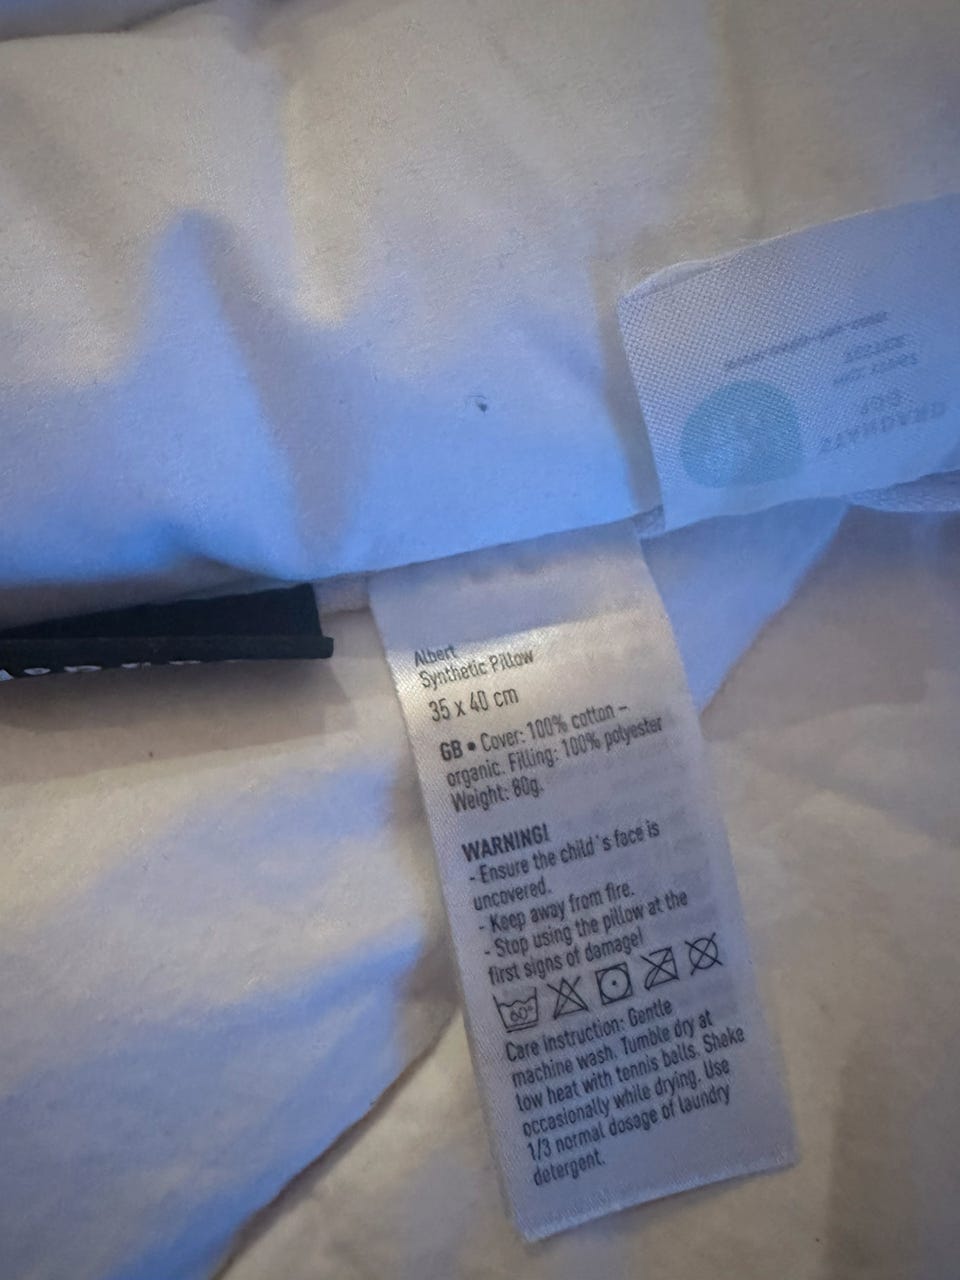 Albert
Synthetic Pillow
35 x 40 cm
GB • Cover: 100% cotton –
organic. Filling: 100% polyester
Weight: 80g.
WARNING!
- Ensure the child´s face is
uncovered.
- Keep away from fire.
- Stop using the pillow at the
first signs of damage!
60°
Care Instruction: Gentle
machine wash. Tumble dry at
low heat with tennis balls. Shake
occasionally while drying. Use
1/3 normal dosage of laundry
detergent.